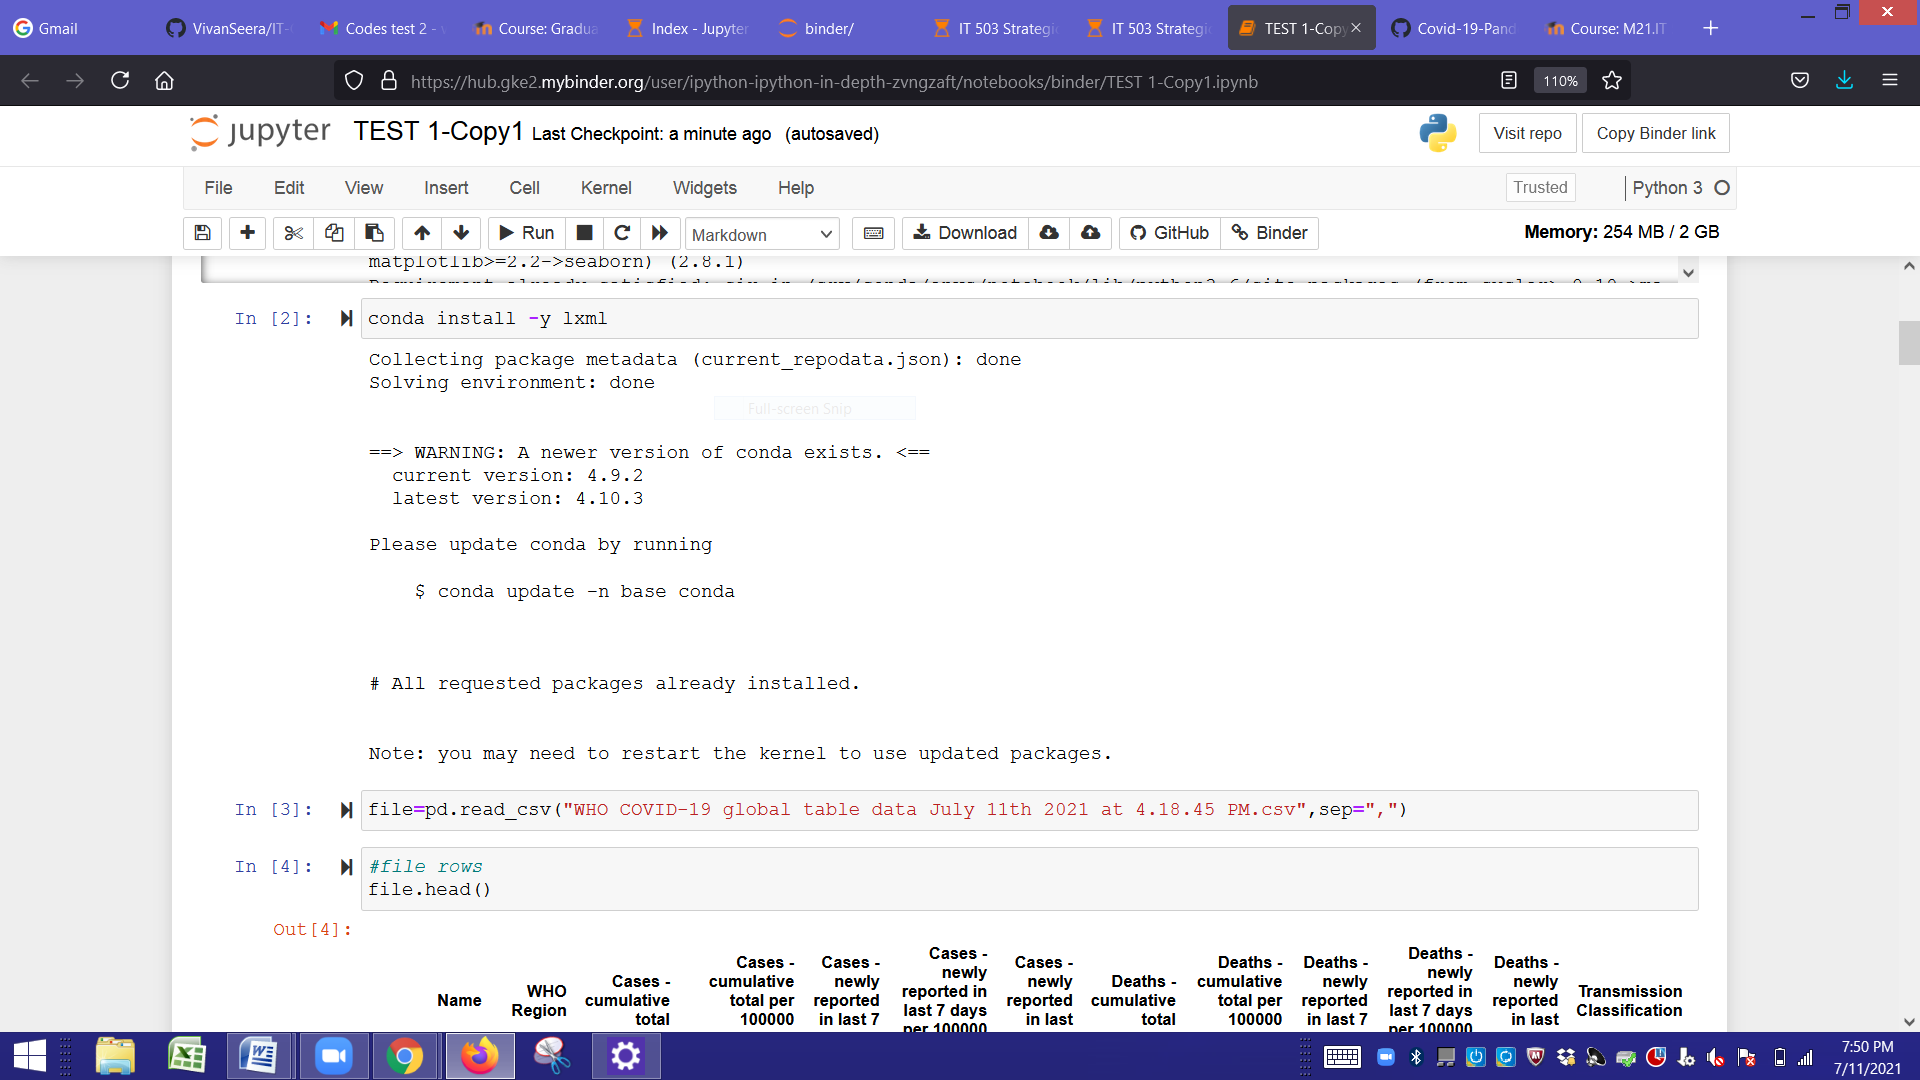 Gmail
VivanSeera/IT-
Codes test 2 -
Course: Gradua
Index - Jupyter
binder/
IT 503 Strategi
IT 503 Strategi
TEST 1-Copy
Covid-19-Pand
Course: M21.IT
https://hub.gke2.mybinder.org/user/ipython-ipython-in-depth-zvngzaft/notebooks/binder/TEST 1-Copy1.ipynb
110%
jupyter TEST 1-Copy1 Last Checkpoint: a minute ago (autosaved)
Visit repo
Copy Binder link
File Edit View Insert Cell Kernel Widgets Help
Trusted
Python 3
Run
Markdown
Download
GitHub
Binder
Memory: 254 MB / 2 GB
matplotlib>=2.2->seaborn) (2.8.1)
In [2]: conda install -y lxml
Collecting package metadata (current_repodata.json): done
Solving environment: done
Full-screen Snip
==> WARNING: A newer version of conda exists. <==
current version: 4.9.2
latest version: 4.10.3
Please update conda by running
$ conda update -n base conda
# All requested packages already installed.
Note: you may need to restart the kernel to use updated packages.
In [3]: file=pd.read_csv("WHO COVID-19 global table data July 11th 2021 at 4.18.45 PM.csv",sep=",")
In [4]: #file rows
file.head()
Out[4]:
Name
WHO
Region
Cases -
cumulative
total
Cases -
cumulative
total per
100000
Cases -
newly
reported
in last 7
Cases -
newly
reported in
last 7 days
per 100000
Cases -
newly
reported
in last
Deaths -
cumulative
total
Deaths -
cumulative
total per
100000
Deaths -
newly
reported
in last 7
Deaths -
newly
reported in
last 7 days
per 100000
Deaths -
newly
reported
in last
Transmission
Classification
7:50 PM
7/11/2021